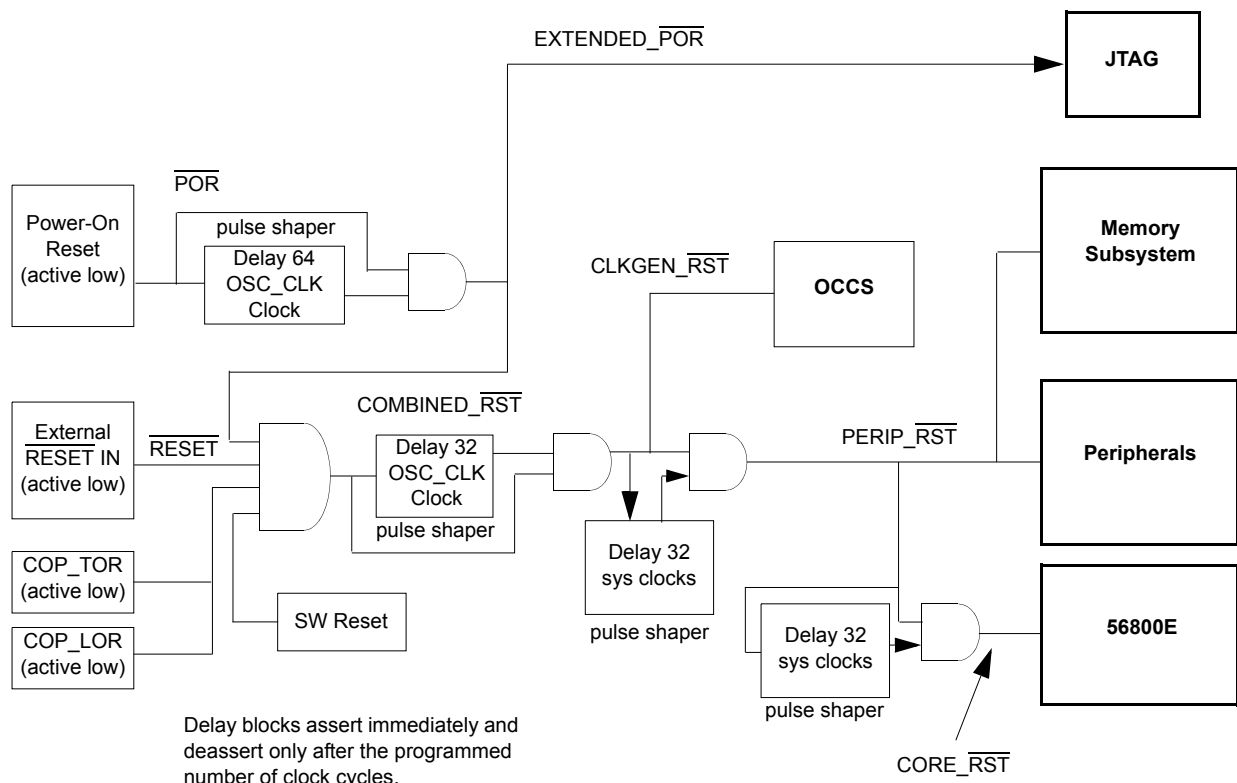 EXTENDED_POR
JTAG
POR
Power-On
Reset
(active low)
pulse shaper
Delay 64
OSC_CLK
Clock
CLKGEN_RST
OCCS
Memory
Subsystem
External
RESET IN
(active low)
RESET
COMBINED_RST
Delay 32
OSC_CLK
Clock
pulse shaper
PERIP_RST
Peripherals
COP_TOR
(active low)
SW Reset
Delay 32
sys clocks
pulse shaper
COP_LOR
(active low)
Delay 32
sys clocks
pulse shaper
56800E
Delay blocks assert immediately and
deassert only after the programmed
number of clock cycles.
CORE_RST